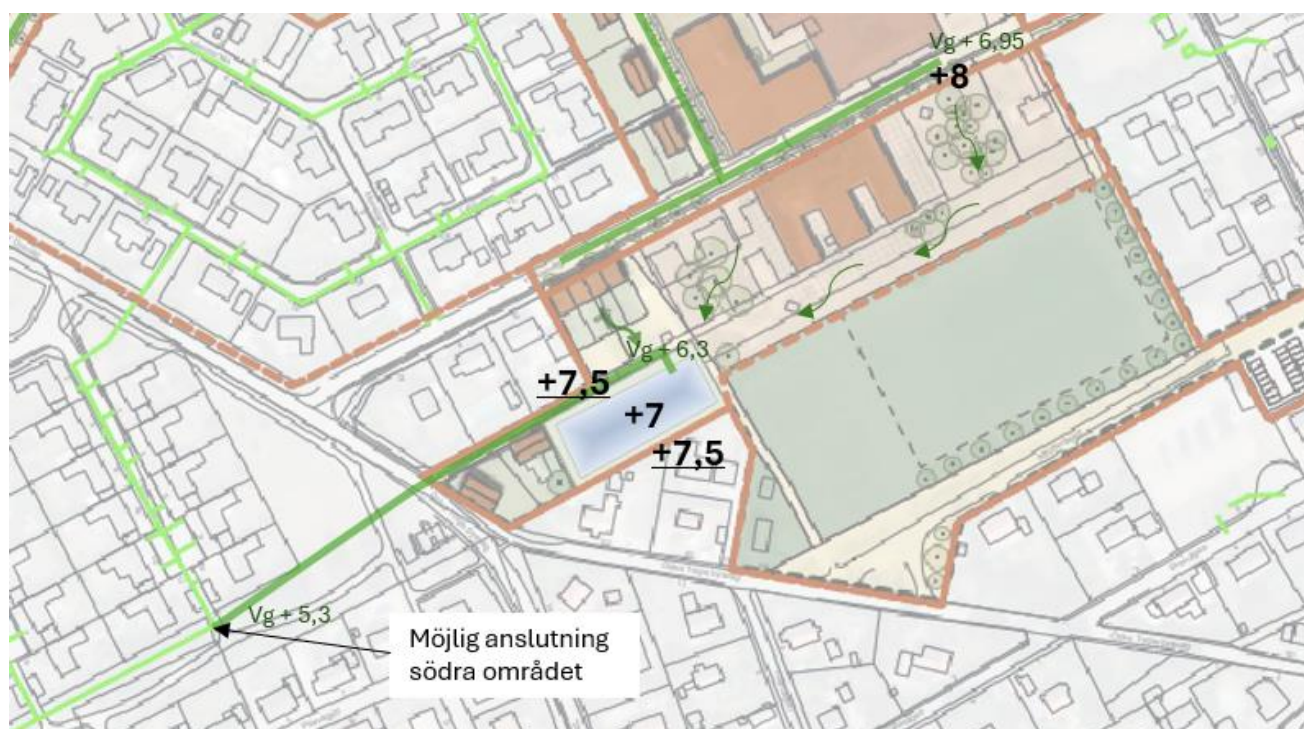 Vg + 6,95
+8
Vg + 6,3
+7,5
+7
+7,5
Vg + 5,3
Möjlig anslutning
södra området